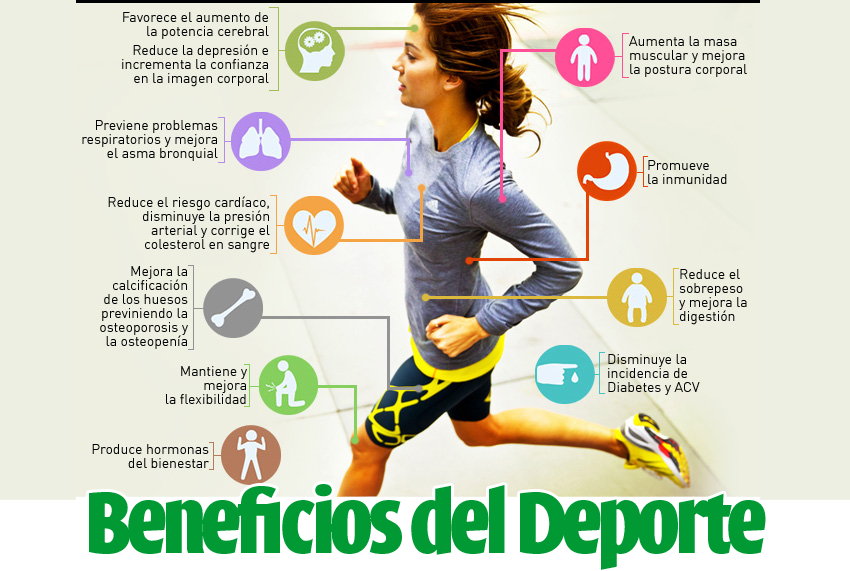 Favorece el aumento de
la potencia cerebral
Reduce la depresión e
incrementa la confianza
en la imagen corporal
Previene problemas
respiratorios y mejora
el asma bronquial
Reduce el riesgo cardíaco,
disminuye la presión
arterial y corrige el
colesterol en sangre
Mejora la
calcificación
de los huesos
previniendo la
osteoporosis y
la osteopenía
Mantiene y
mejora
la flexibilidad
Produce hormonas
del bienestar
Aumenta la masa
muscular y mejora
la postura corporal
Promueve
la inmunidad
Reduce el
sobrepeso
y mejora la
digestión
Disminuye la
incidencia de
Diabetes y ACV
Beneficios del Deporte